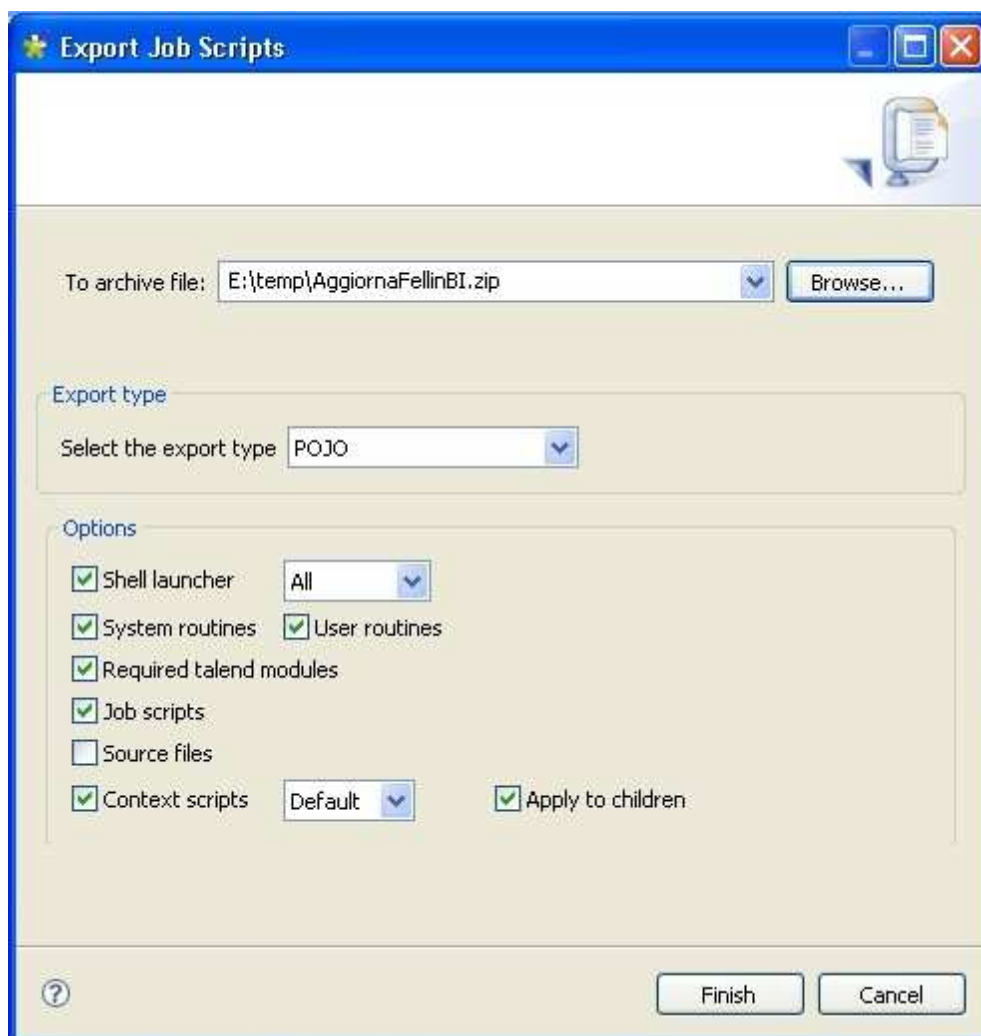 Export Job Scripts
To archive file: E:\temp\AggiornaFellinBI.zip Browse...
Export type
Select the export type POJO
Options
Shell launcher All
System routines User routines
Required talend modules
Job scripts
Source files
Context scripts Default Apply to children
? Finish Cancel